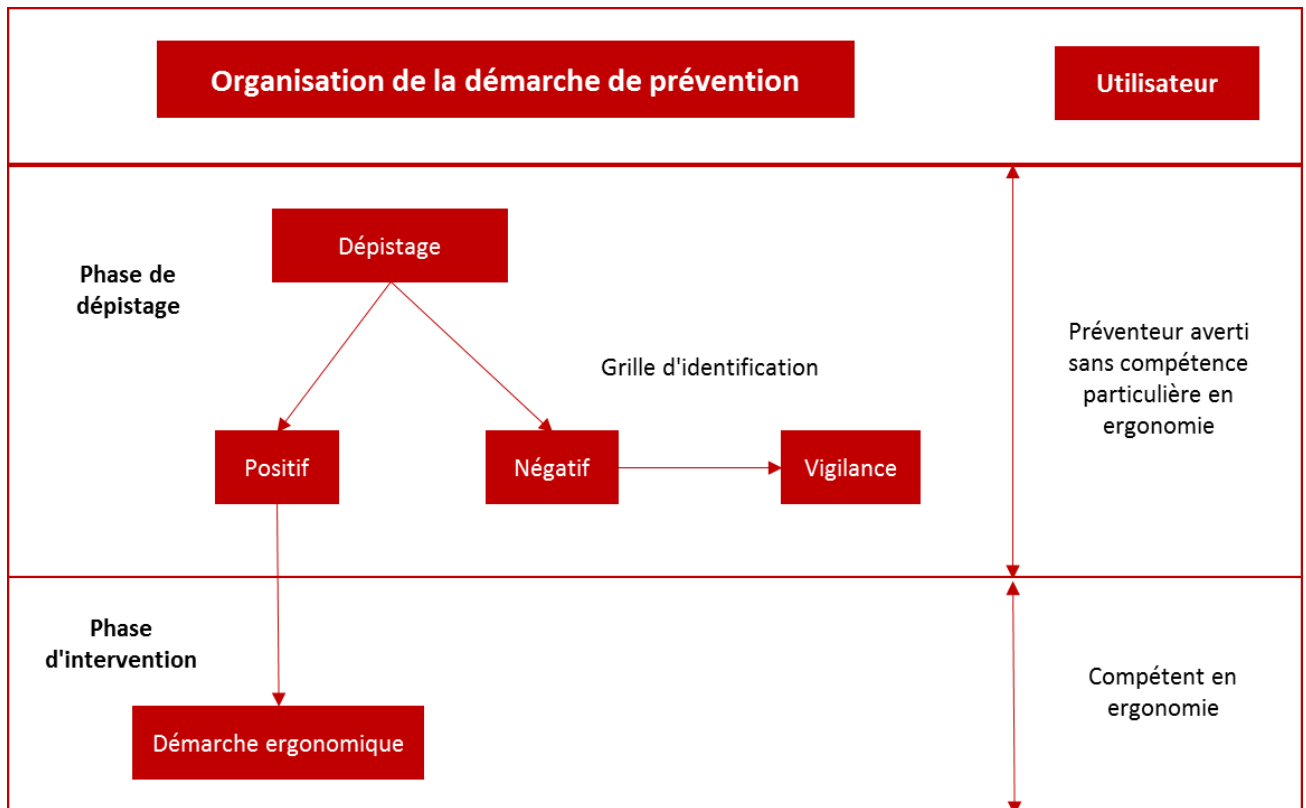 Organisation de la démarche de prévention
Utilisateur
Phase de
dépistage
Dépistage
Grille d'identification
Positif
Négatif
Vigilance
Préventeur averti
sans compétence
particulière en
ergonomie
Phase
d'intervention
Démarche ergonomique
Compétent en
ergonomie